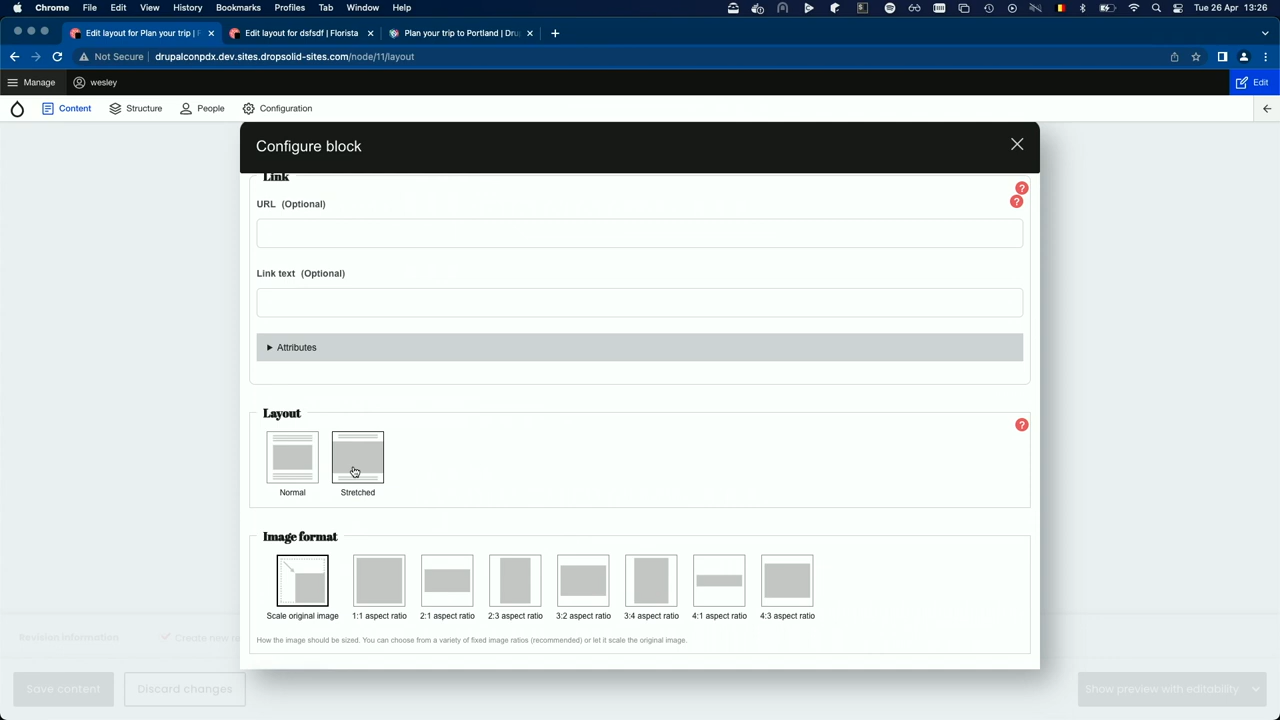 Chrome File Edit View History Bookmarks Profiles Tab Window Help Tue 26 Apr 13:26
Edit layout for Plan your trip | F Edit layout for dsfsdf | Florista Plan your trip to Portland | Dru
Not Secure drupalconpdx.dev.sites.dropsolid-sites.com/node/11/layout
Manage wesley Edit
Content Structure People Configuration
Configure block
Link
?
URL (Optional) ?
Link text (Optional)
Attributes
Layout
?
Normal Stretched
Image format
Scale original image 1:1 aspect ratio 2:1 aspect ratio 2:3 aspect ratio 3:2 aspect ratio 3:4 aspect ratio 4:1 aspect ratio 4:3 aspect ratio
How the image should be sized. You can choose from a variety of fixed image ratios (recommended) or let it scale the original image.
Revision information Create new re
Save content Discard changes Show preview with editability